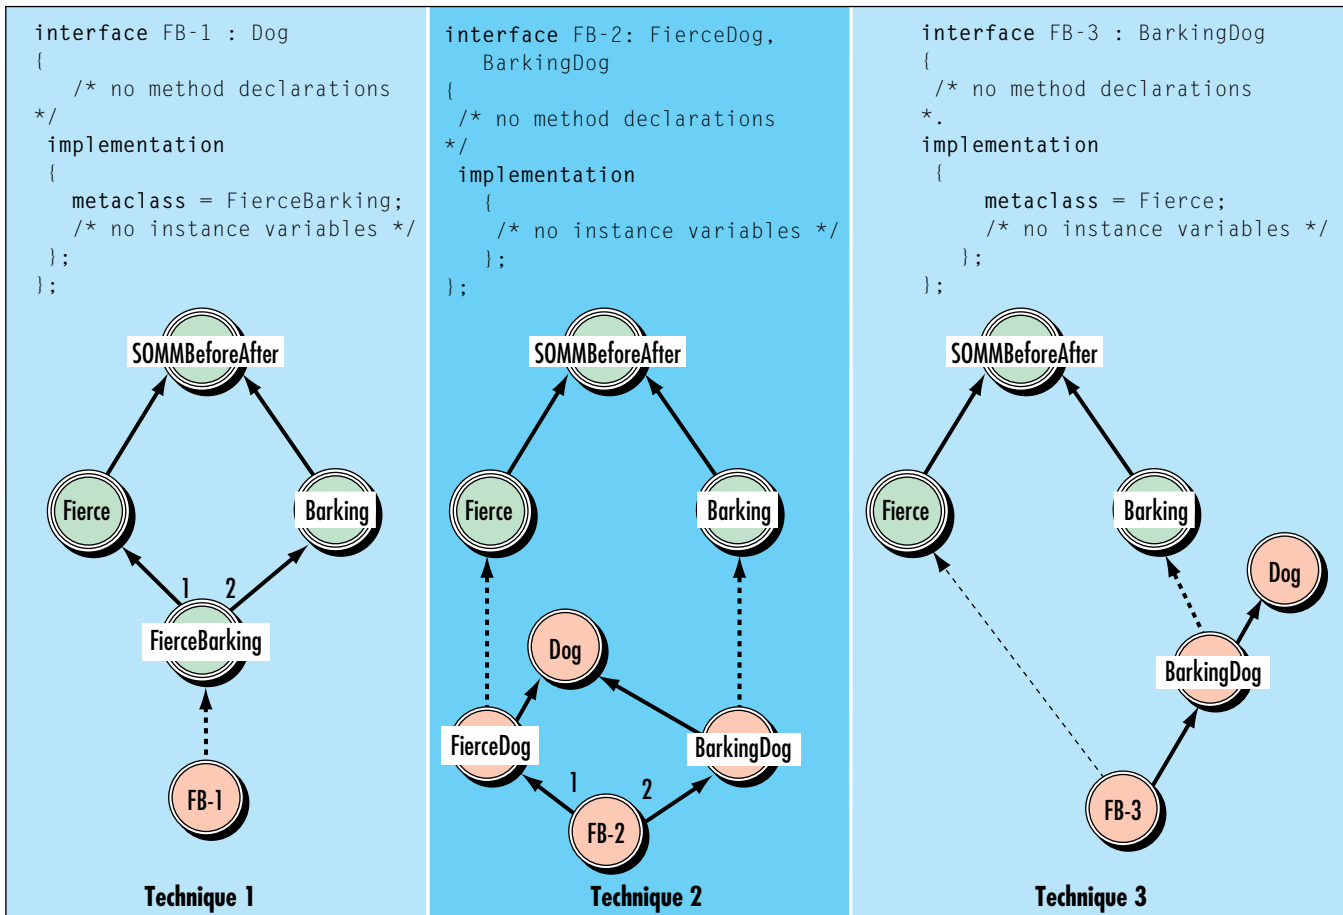 interface FB-1 : Dog
{
/* no method declarations
*/
implementation
{
metaclass = FierceBarking;
/* no instance variables */
};
};
SOMMBeforeAfter
Fierce
Barking
1
2
FierceBarking
FB-1
Technique 1
interface FB-2: FierceDog,
BarkingDog
{
/* no method declarations
*/
implementation
{
/* no instance variables */
};
};
SOMMBeforeAfter
Fierce
Barking
Dog
FierceDog
BarkingDog
1
2
FB-2
Technique 2
interface FB-3 : BarkingDog
{
/* no method declarations
*.
implementation
{
metaclass = Fierce;
/* no instance variables */
};
};
SOMMBeforeAfter
Fierce
Barking
Dog
BarkingDog
FB-3
Technique 3